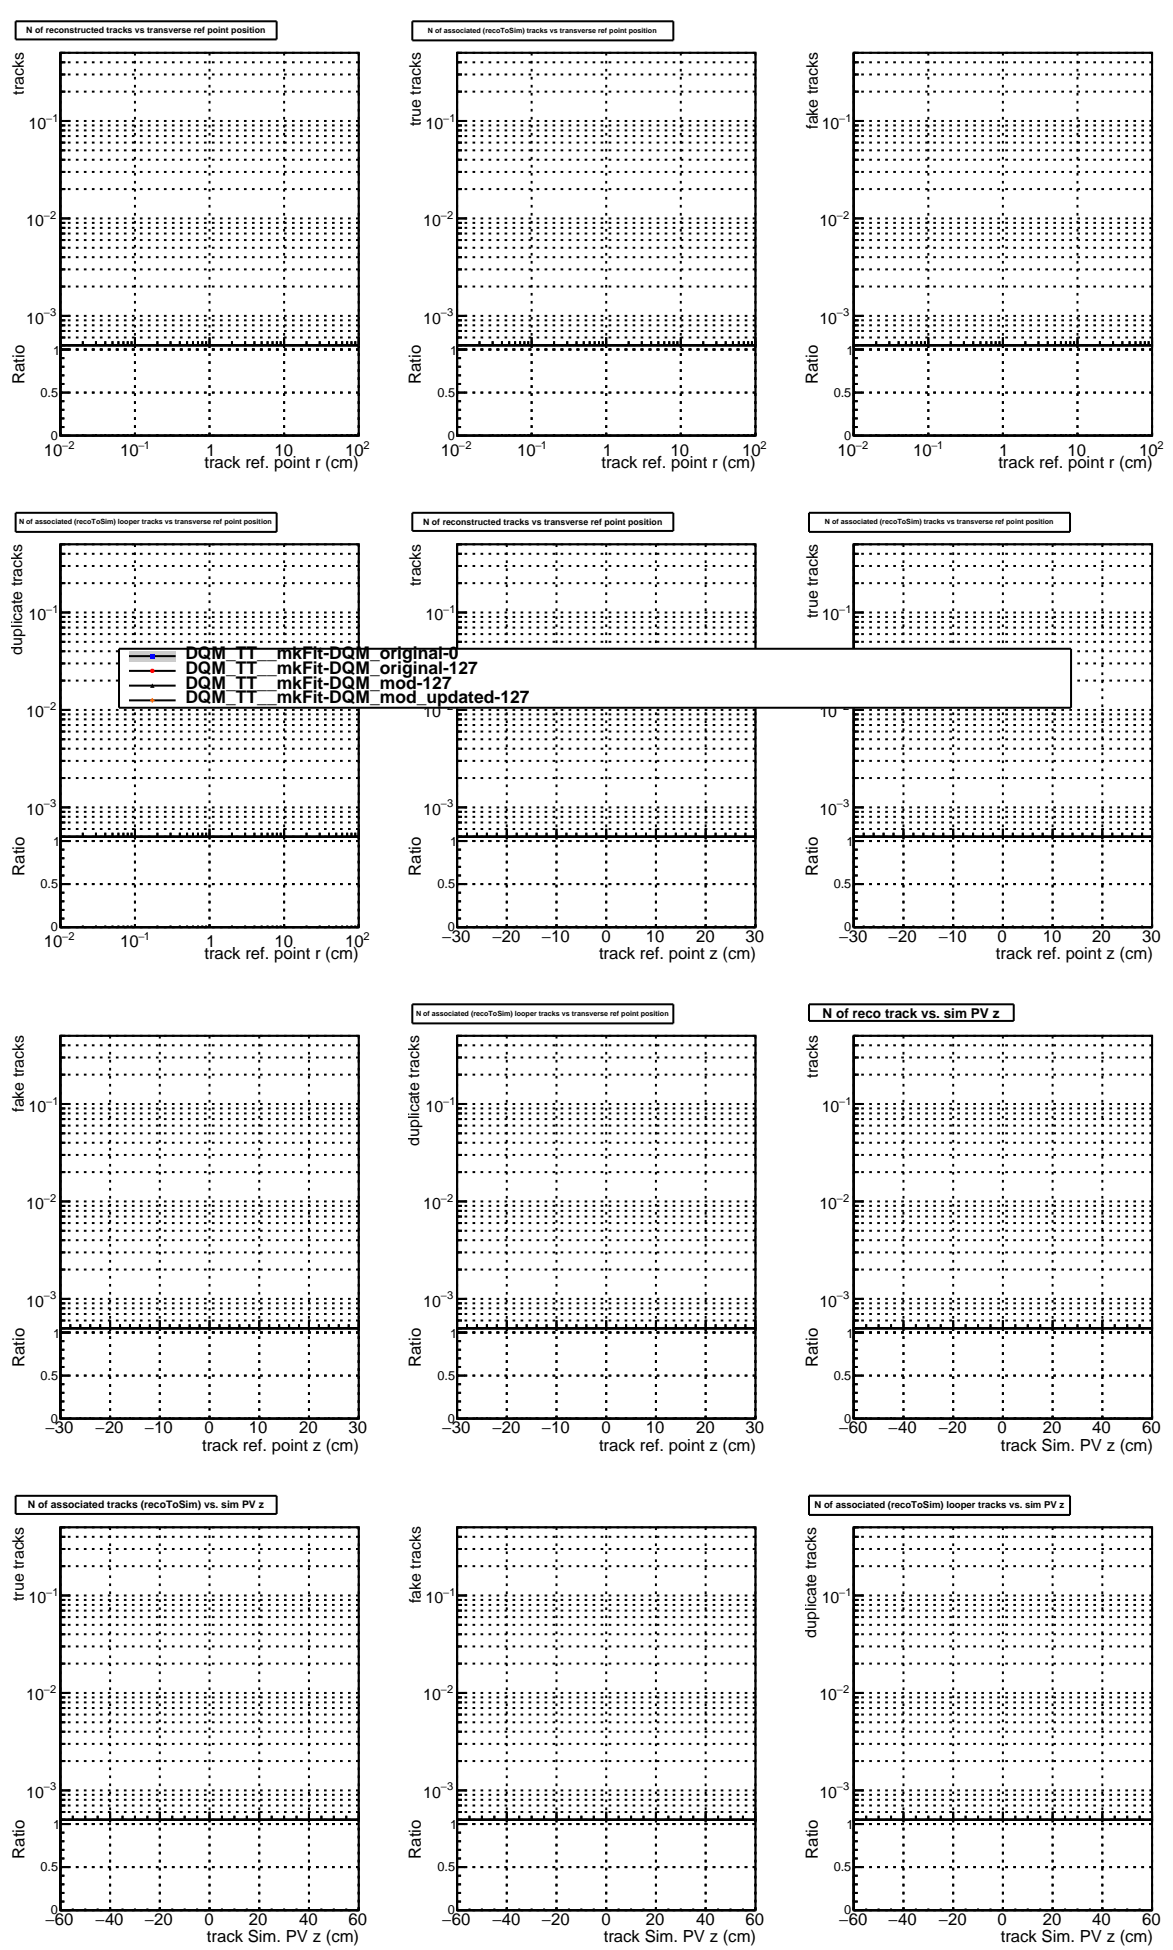 N of reconstructed tracks vs transverse ref point position
tracks
10⁻¹
10⁻²
10⁻³
Ratio
1
0.5
0
10⁻² 10⁻¹ 1 10 10²
track ref. point r (cm)
N of associated (recoToSim) tracks vs transverse ref point position
true tracks
10⁻¹
10⁻²
10⁻³
Ratio
1
0.5
0
10⁻² 10⁻¹ 1 10 10²
track ref. point r (cm)
fake tracks
10⁻¹
10⁻²
10⁻³
Ratio
1
0.5
0
10⁻² 10⁻¹ 1 10 10²
track ref. point r (cm)
N of associated (recoToSim) looper tracks vs transverse ref point position
duplicate tracks
10⁻¹
10⁻²
10⁻³
Ratio
1
0.5
0
10⁻² 10⁻¹ 1 10 10²
track ref. point r (cm)
N of reconstructed tracks vs transverse ref point position
tracks
10⁻³
Ratio
1
0.5
0
−30 −20 −10 0 10 20 30
track ref. point z (cm)
N of associated (recoToSim) tracks vs transverse ref point position
true tracks
10⁻¹
10⁻²
10⁻³
Ratio
1
0.5
0
−30 −20 −10 0 10 20 30
track ref. point z (cm)
DQM_TT__mkFit-DQM_original-0
DQM_TT__mkFit-DQM_original-127
DQM_TT__mkFit-DQM_mod-127
DQM_TT__mkFit-DQM_mod_updated-127
fake tracks
10⁻¹
10⁻²
10⁻³
Ratio
1
0.5
0
−30 −20 −10 0 10 20 30
track ref. point z (cm)
N of associated (recoToSim) looper tracks vs transverse ref point position
duplicate tracks
10⁻¹
10⁻²
10⁻³
Ratio
1
0.5
0
−30 −20 −10 0 10 20 30
track ref. point z (cm)
N of reco track vs. sim PV z
tracks
10⁻¹
10⁻²
10⁻³
Ratio
1
0.5
0
−60 −40 −20 0 20 40 60
track Sim. PV z (cm)
N of associated tracks (recoToSim) vs. sim PV z
true tracks
10⁻¹
10⁻²
10⁻³
Ratio
1
0.5
0
−60 −40 −20 0 20 40 60
track Sim. PV z (cm)
fake tracks
10⁻¹
10⁻²
10⁻³
Ratio
1
0.5
0
−60 −40 −20 0 20 40 60
track Sim. PV z (cm)
N of associated (recoToSim) looper tracks vs. sim PV z
duplicate tracks
10⁻¹
10⁻²
10⁻³
Ratio
1
0.5
0
−60 −40 −20 0 20 40 60
track Sim. PV z (cm)